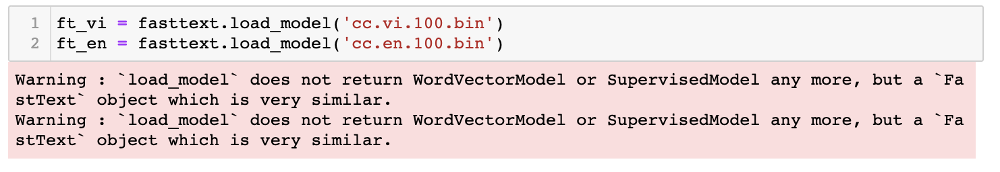 1 ft_vi = fasttext.load_model('cc.vi.100.bin')
2 ft_en = fasttext.load_model('cc.en.100.bin')
Warning : `load_model` does not return WordVectorModel or SupervisedModel any more, but a `Fa
stText` object which is very similar.
Warning : `load_model` does not return WordVectorModel or SupervisedModel any more, but a `Fa
stText` object which is very similar.